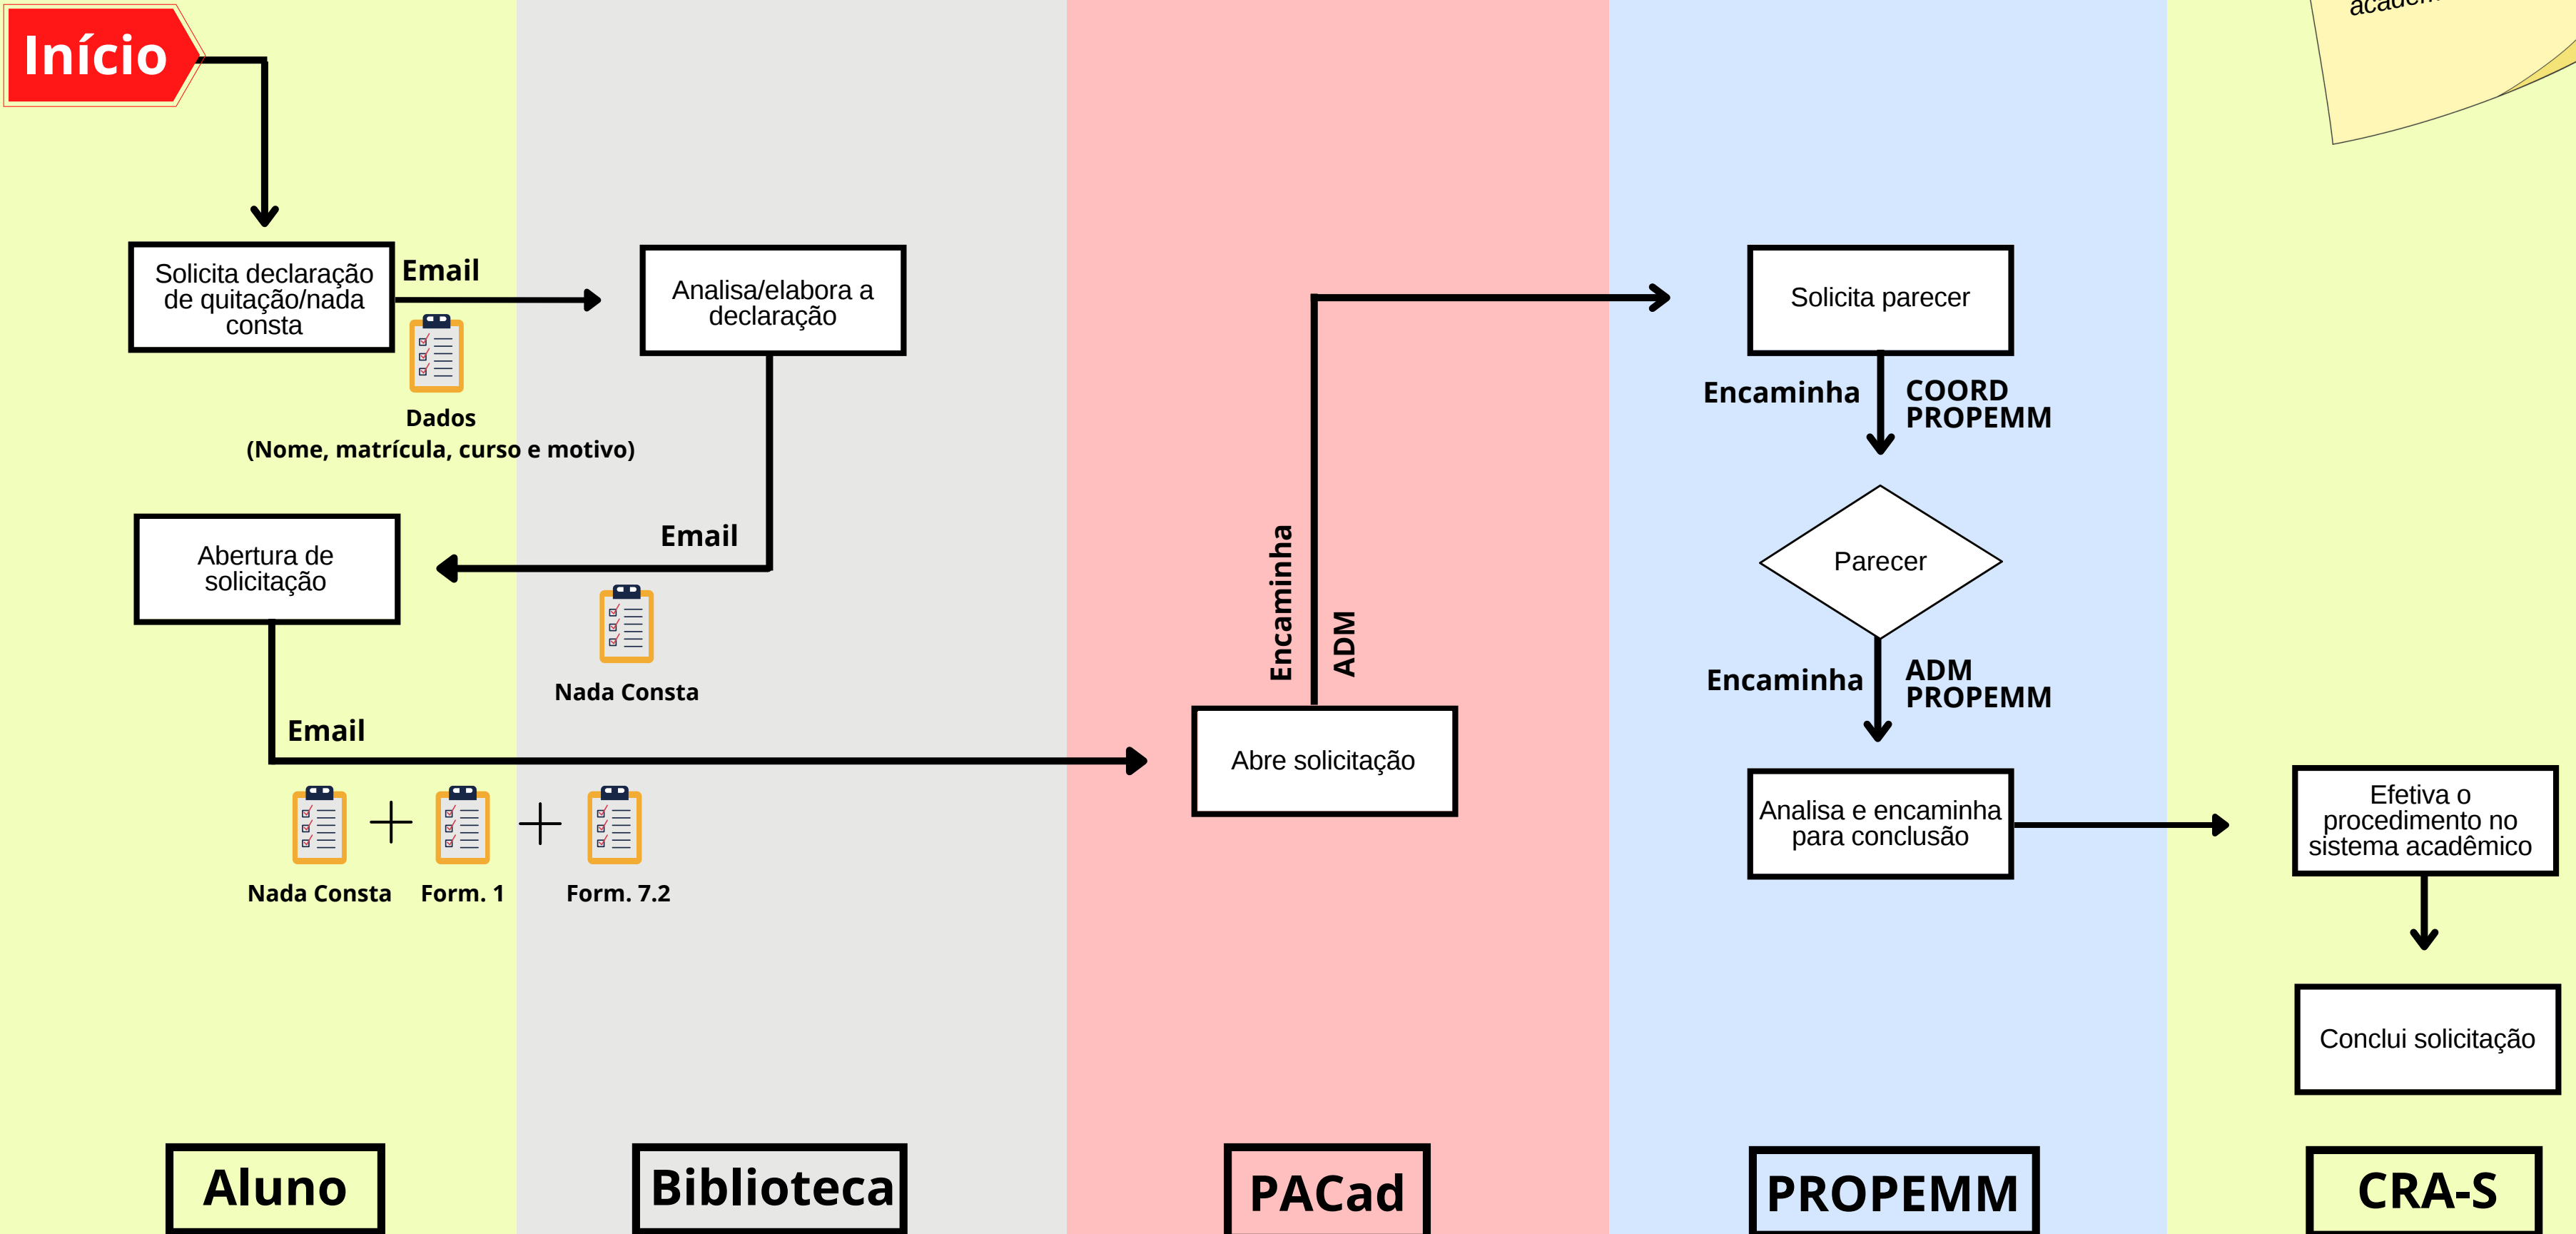 Início
Solicita declaração
de quitação/nada
consta
Email
Dados
(Nome, matrícula, curso e motivo)
Analisa/elabora a
declaração
Email
Nada Consta
Abertura de
solicitação
Email
Nada Consta
Form. 1
Form. 7.2
Abre solicitação
Encaminha
ADM
Solicita parecer
Encaminha
COORD
PROPEMM
Parecer
Encaminha
ADM
PROPEMM
Analisa e encaminha
para conclusão
Efetiva o
procedimento no
sistema acadêmico
Conclui solicitação
Aluno
Biblioteca
PACad
PROPEMM
CRA-S